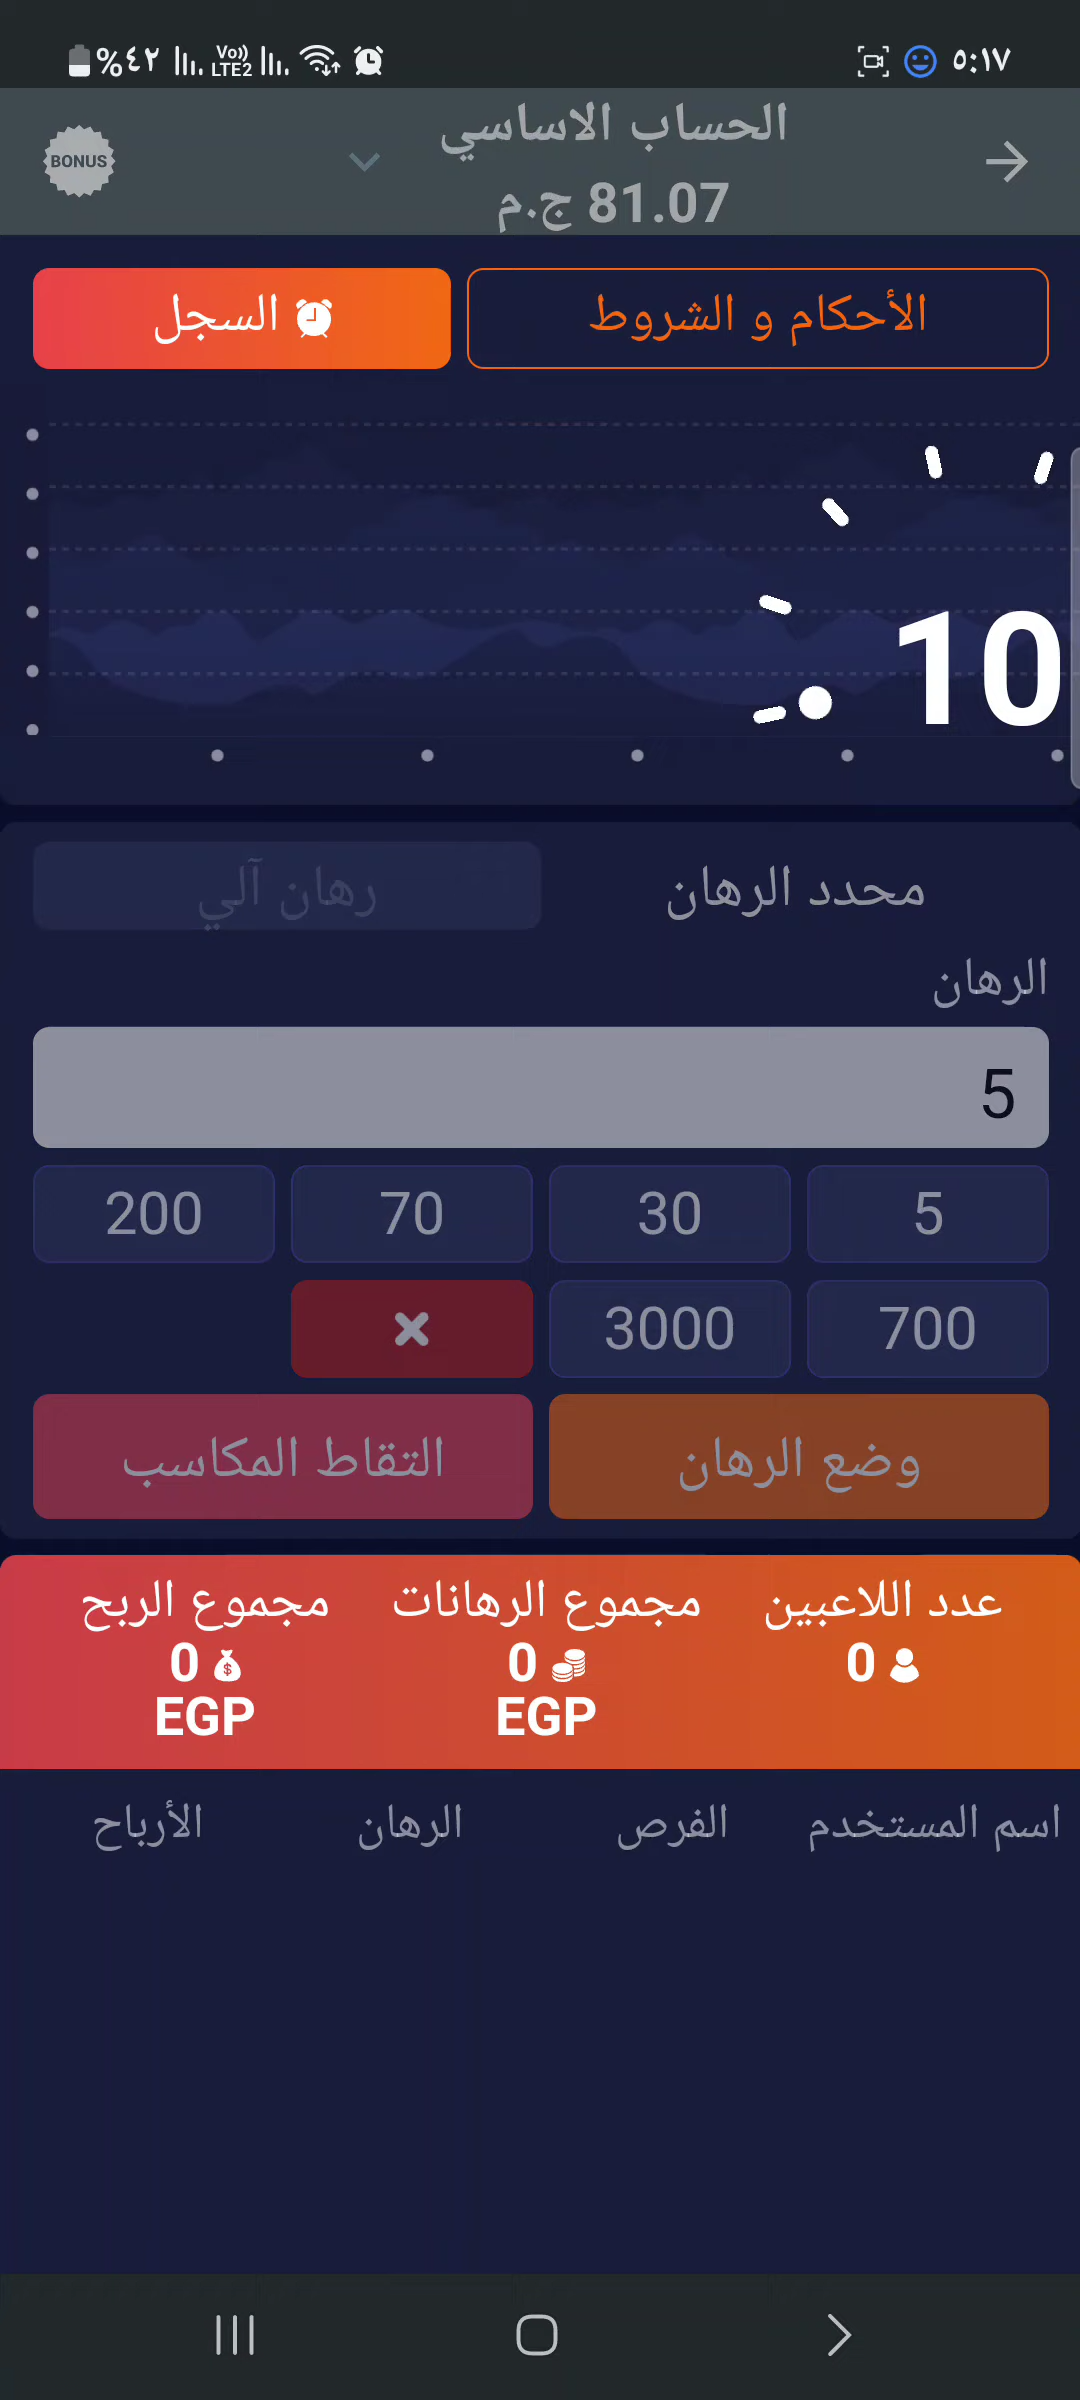 %٤٢ Vo)) LTE2 ٥:١٧
الحساب الاساسي
81.07 ج.م
BONUS
الأحكام و الشروط
السجل
10
محدد الرهان
رهان آلي
الرهان
5
5 30 70 200
700 3000
وضع الرهان
التقاط المكاسب
عدد اللاعبين
0
مجموع الرهانات
0
EGP
مجموع الربح
0
EGP
اسم المستخدم الفرص الرهان الأرباح